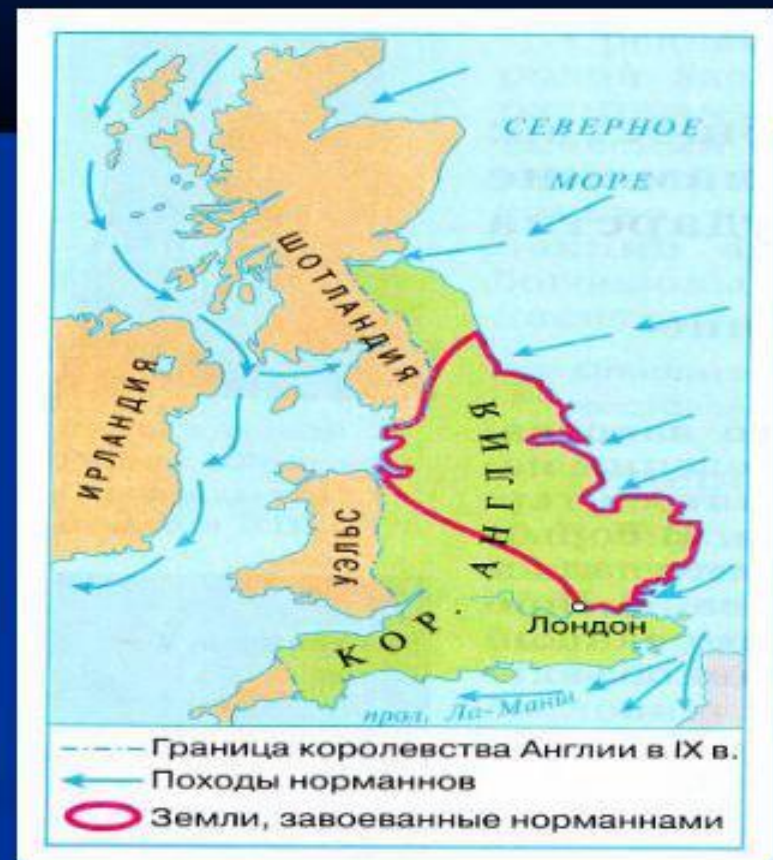 СЕВЕРНОЕ
МОРЕ
ШОТЛАНДИЯ
ИРЛАНДИЯ
УЭЛЬС
КОР. АНГЛИЯ
Лондон
прол. Ла-Манш
Граница королевства Англии в IX в.
Походы норманнов
Земли, завоеванные норманнами